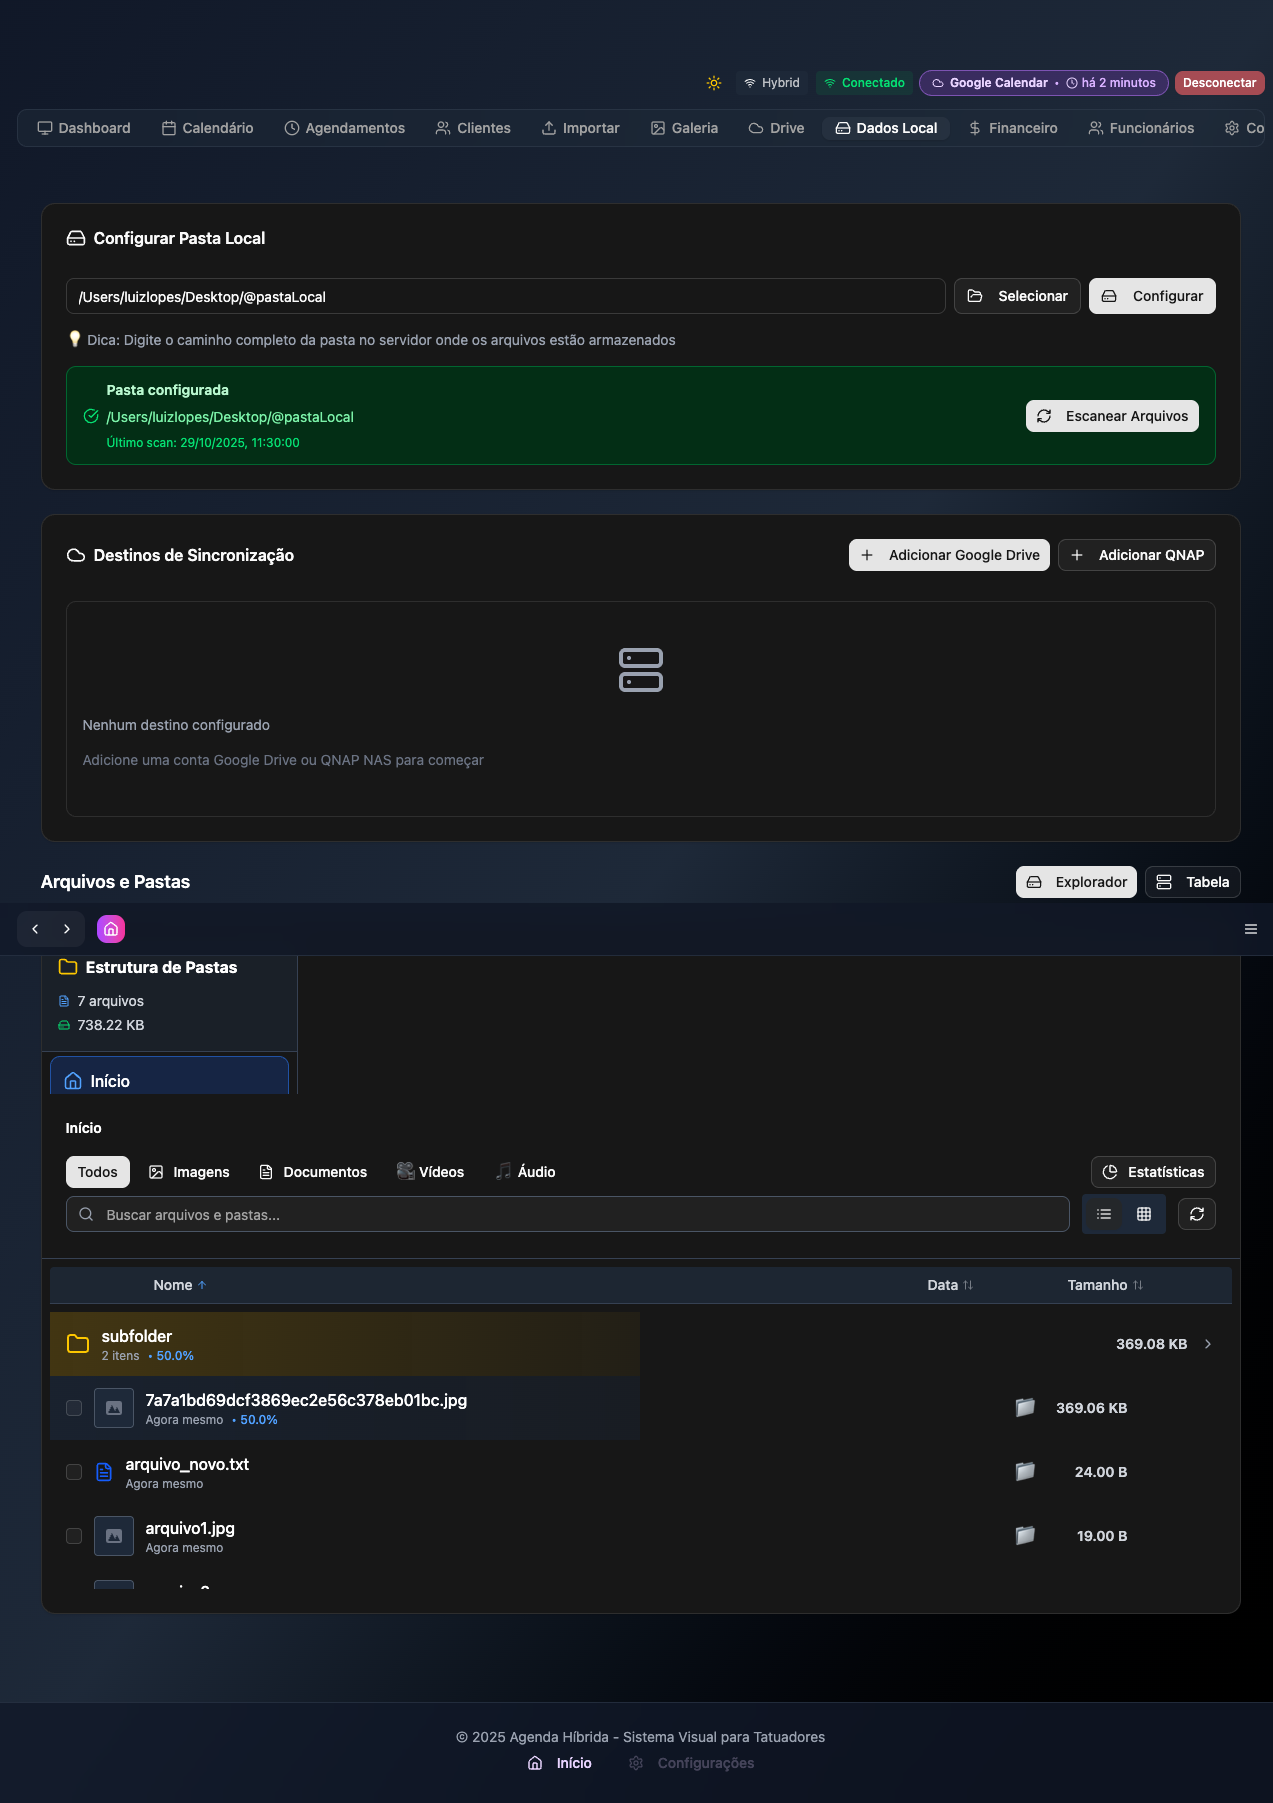 Hybrid
Conectado
Google Calendar • há 2 minutos
Desconectar
Dashboard
Calendário
Agendamentos
Clientes
Importar
Galeria
Drive
Dados Local
Financeiro
Funcionários
Co
Configurar Pasta Local
/Users/luizlopes/Desktop/@pastaLocal
Selecionar
Configurar
Dica: Digite o caminho completo da pasta no servidor onde os arquivos estão armazenados
Pasta configurada
/Users/luizlopes/Desktop/@pastaLocal
Último scan: 29/10/2025, 11:30:00
Escanear Arquivos
Destinos de Sincronização
Adicionar Google Drive
Adicionar QNAP
Nenhum destino configurado
Adicione uma conta Google Drive ou QNAP NAS para começar
Arquivos e Pastas
Explorador
Tabela
Estrutura de Pastas
7 arquivos
738.22 KB
Início
Início
Todos
Imagens
Documentos
Vídeos
Áudio
Estatísticas
Buscar arquivos e pastas...
Nome ↑
Data ↑↓
Tamanho ↑↓
subfolder
2 itens • 50.0%
369.08 KB
7a7a1bd69dcf3869ec2e56c378eb01bc.jpg
Agora mesmo • 50.0%
369.06 KB
arquivo_novo.txt
Agora mesmo
24.00 B
arquivo1.jpg
Agora mesmo
19.00 B
© 2025 Agenda Híbrida - Sistema Visual para Tatuadores
Início
Configurações